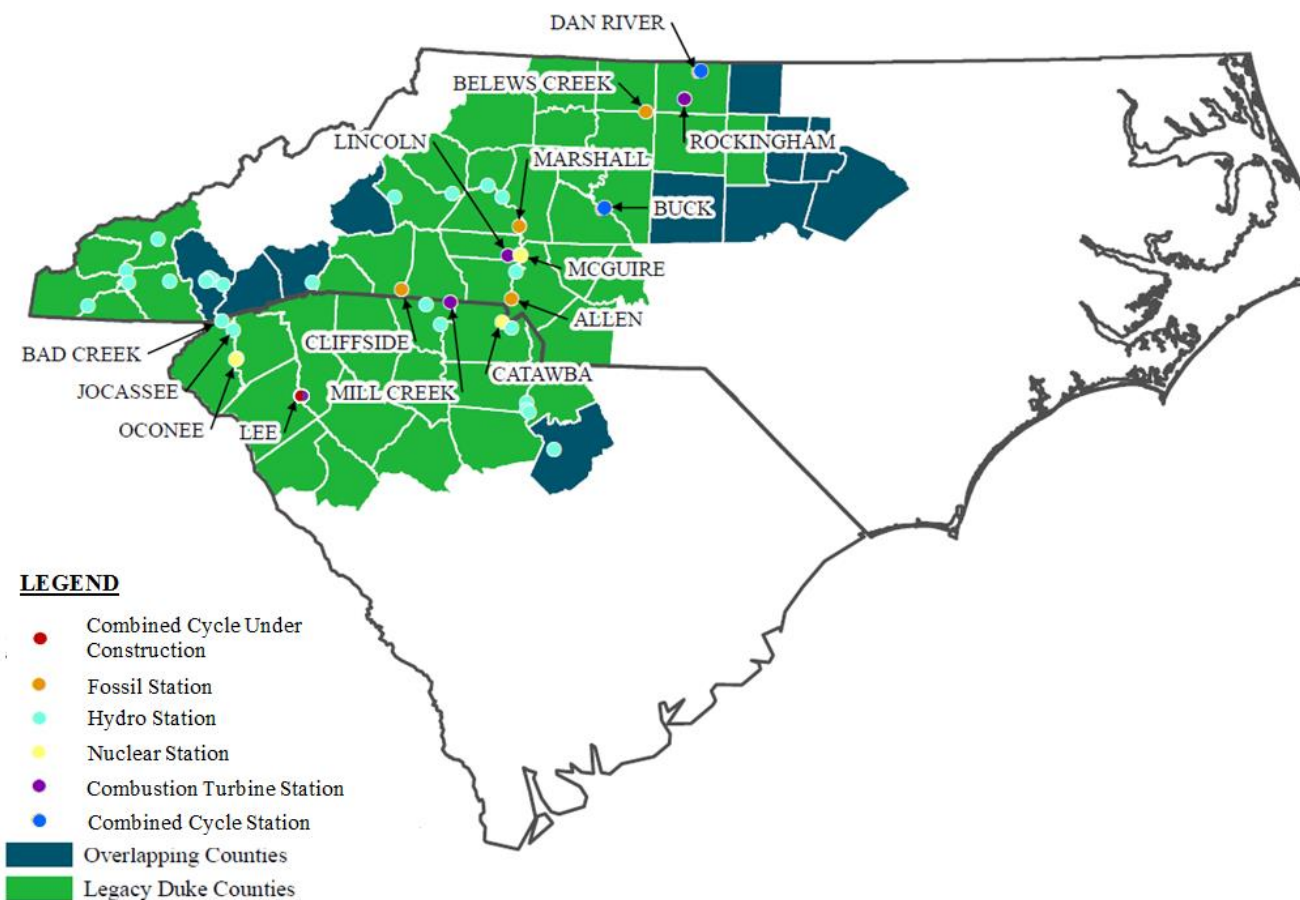 DAN RIVER
BELEWS CREEK
LINCOLN
ROCKINGHAM
MARSHALL
BUCK
MCGUIRE
ALLEN
CLIFFSIDE
BAD CREEK
CATAWBA
JOCASSEE
MILL CREEK
OCONEE
LEE
LEGEND
Combined Cycle Under
Construction
Fossil Station
Hydro Station
Nuclear Station
Combustion Turbine Station
Combined Cycle Station
Overlapping Counties
Legacy Duke Counties